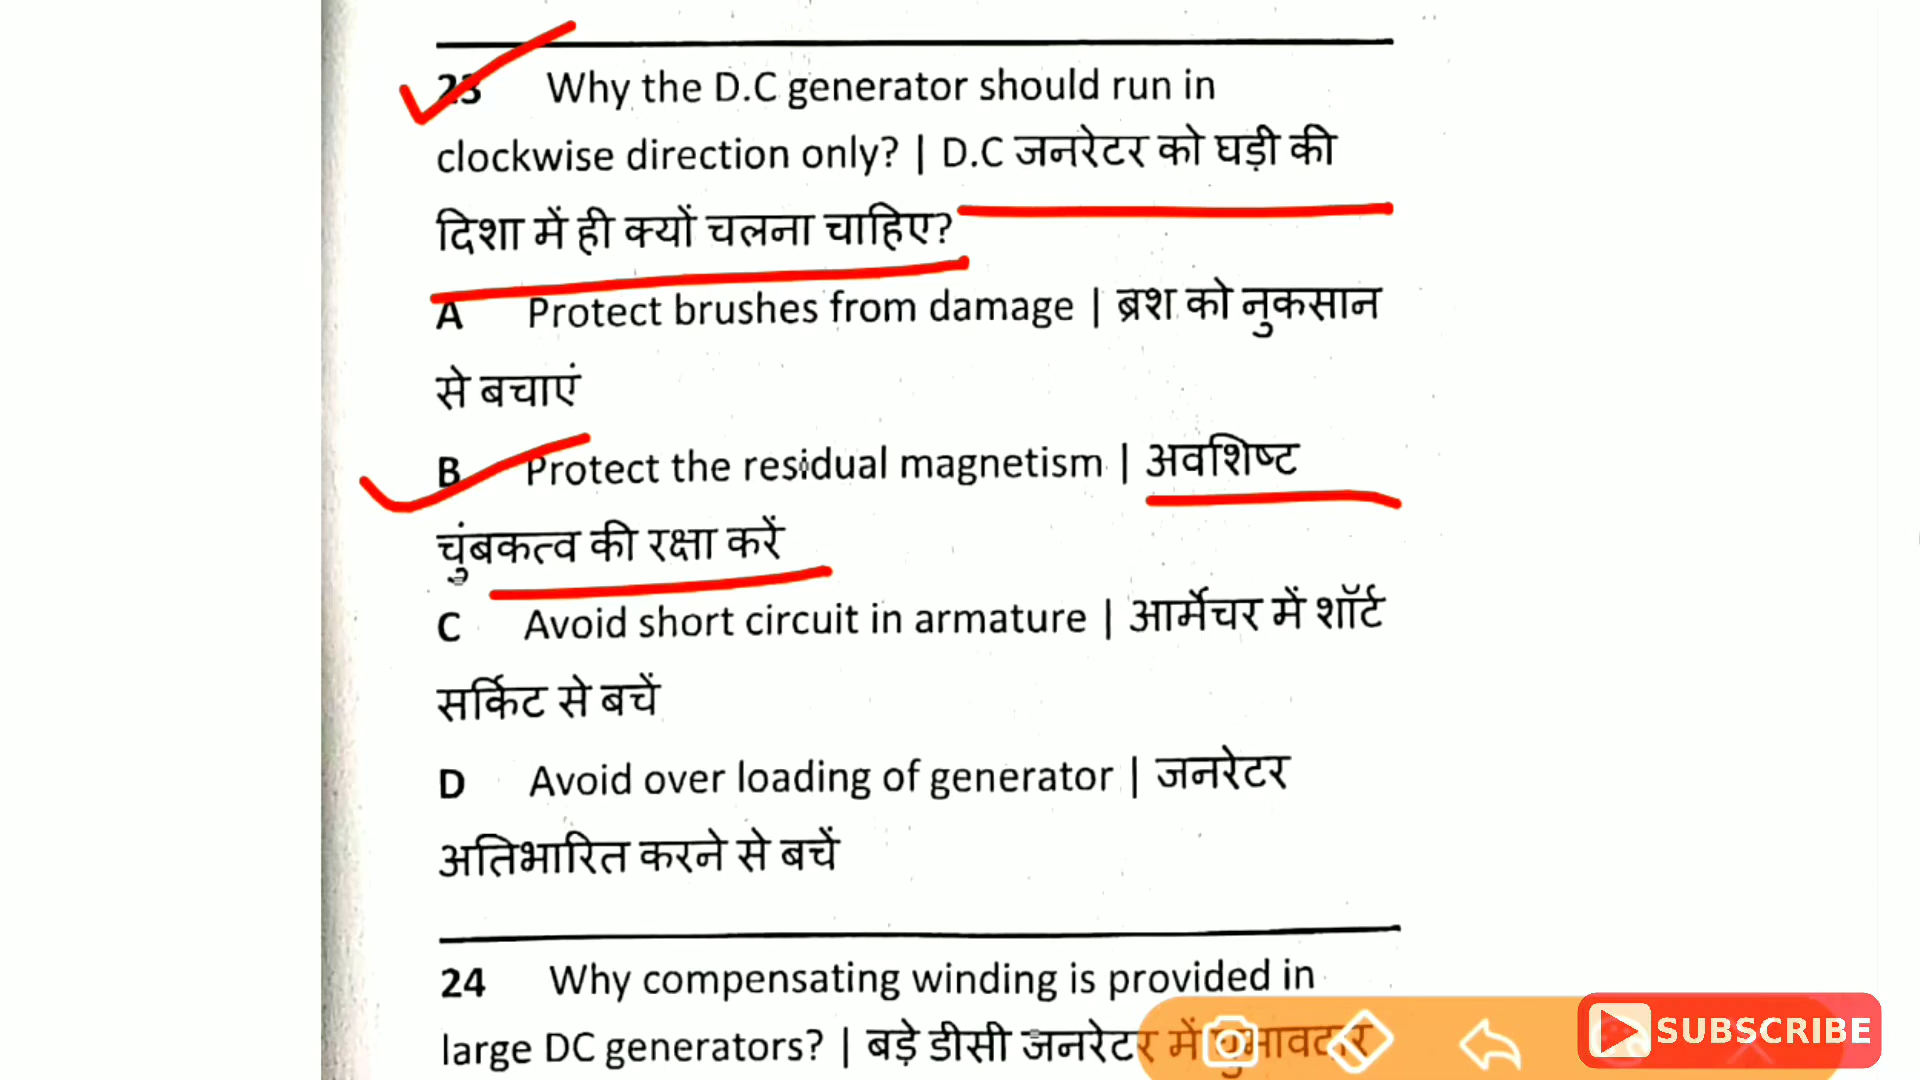 23 Why the D.C generator should run in
clockwise direction only? | D.C जनरेटर को घड़ी की
दिशा में ही क्यों चलना चाहिए?
A Protect brushes from damage | ब्रश को नुकसान
से बचाएं
B Protect the residual magnetism | अवशिष्ट
चुंबकत्व की रक्षा करें
C Avoid short circuit in armature | आर्मेचर में शॉर्ट
सर्किट से बचें
D Avoid over loading of generator | जनरेटर
अतिभारित करने से बचें
24 Why compensating winding is provided in
large DC generators? | बड़े डीसी जनरेटर में घुमावदार
SUBSCRIBE